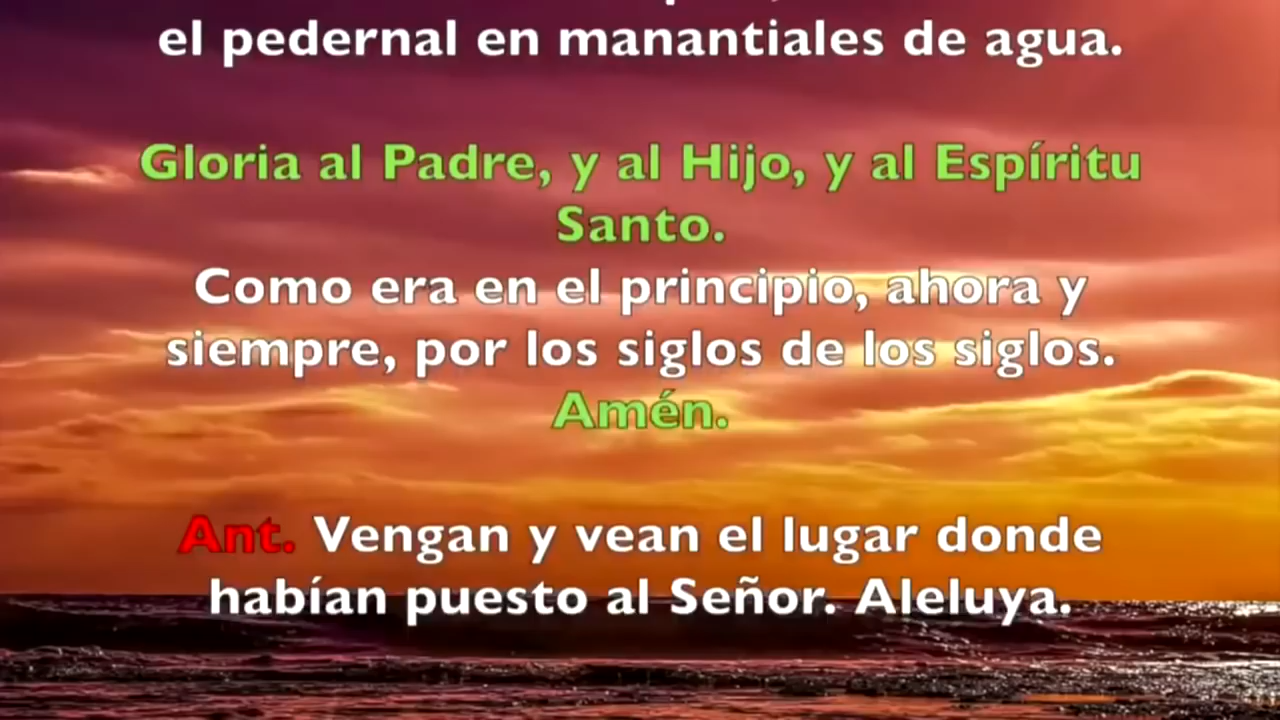 el pedernal en manantiales de agua.
Gloria al Padre, y al Hijo, y al Espíritu
Santo.
Como era en el principio, ahora y
siempre, por los siglos de los siglos.
Amén.
Ant. Vengan y vean el lugar donde
habían puesto al Señor. Aleluya.